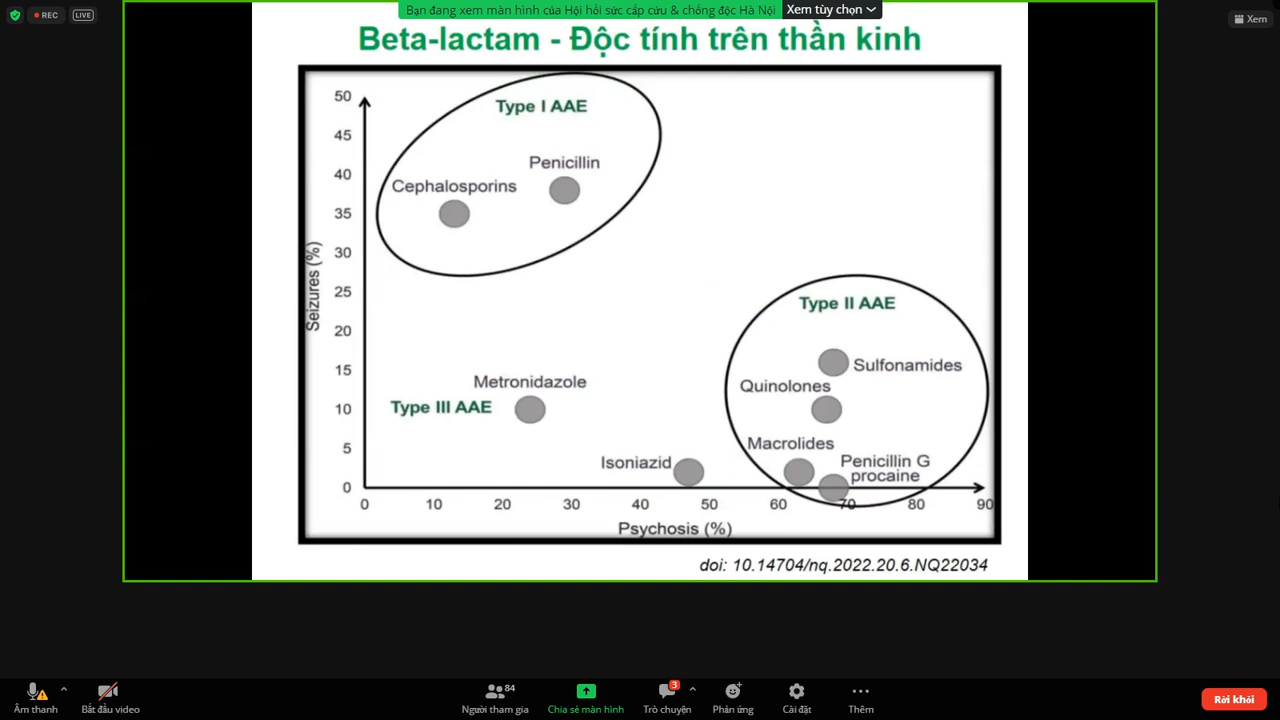 REC
LIVE
Bạn đang xem màn hình của Hội hồi sức cấp cứu & chống độc Hà Nội
Xem tùy chọn
Xem
Beta-lactam - Độc tính trên thần kinh
50
45
40
35
30
25
20
15
10
5
0
Seizures (%)
Type I AAE
Penicillin
Cephalosporins
Type II AAE
Sulfonamides
Quinolones
Metronidazole
Type III AAE
Macrolides
Isoniazid
Penicillin G
procaine
0 10 20 30 40 50 60 70 80 90
Psychosis (%)
doi: 10.14704/nq.2022.20.6.NQ22034
84
3
Âm thanh
Bắt đầu video
Người tham gia
Chia sẻ màn hình
Trò chuyện
Phản ứng
Cài đặt
Thêm
Rời khỏi